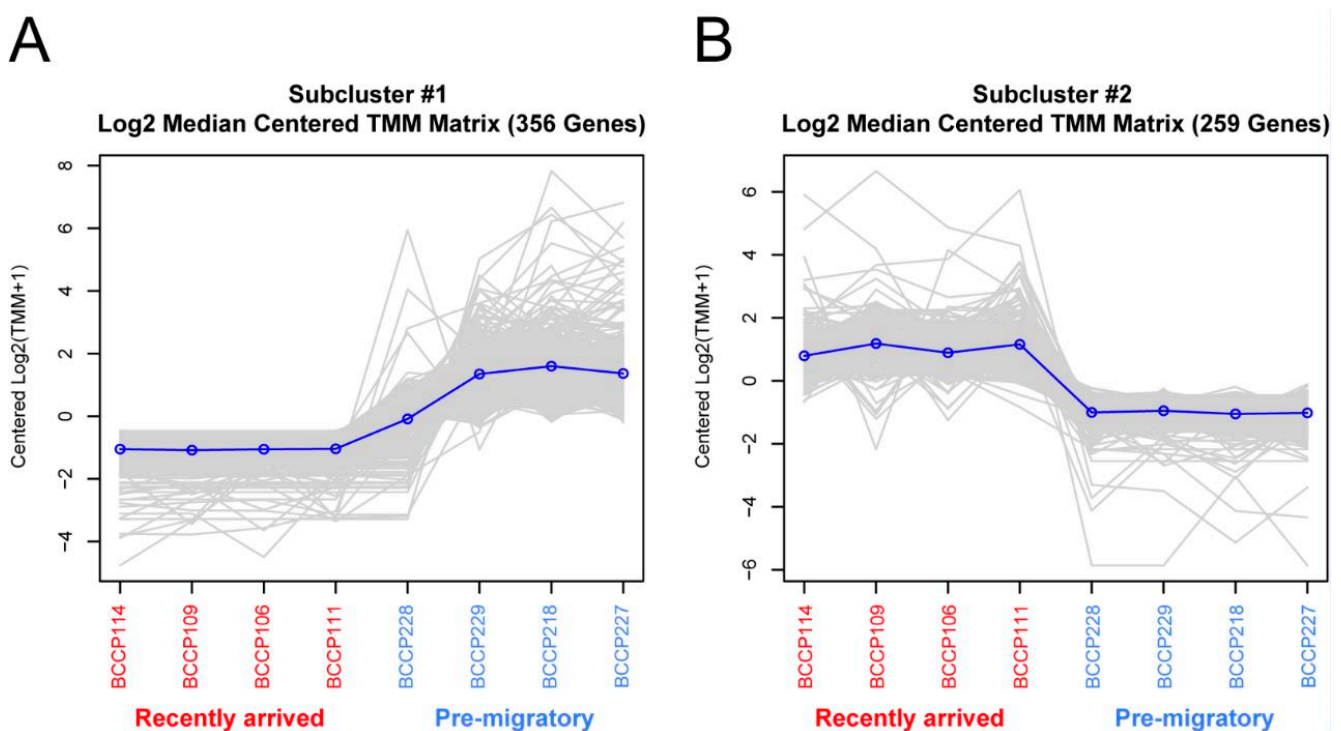 A
Subcluster #1
Log2 Median Centered TMM Matrix (356 Genes)
Centered Log2(TMM+1)
8
6
4
2
0
−2
−4
BCCP114
BCCP109
BCCP106
BCCP111
BCCP228
BCCP229
BCCP218
BCCP227
Recently arrived
Pre-migratory
B
Subcluster #2
Log2 Median Centered TMM Matrix (259 Genes)
Centered Log2(TMM+1)
6
4
2
0
−2
−4
−6
BCCP114
BCCP109
BCCP106
BCCP111
BCCP228
BCCP229
BCCP218
BCCP227
Recently arrived
Pre-migratory